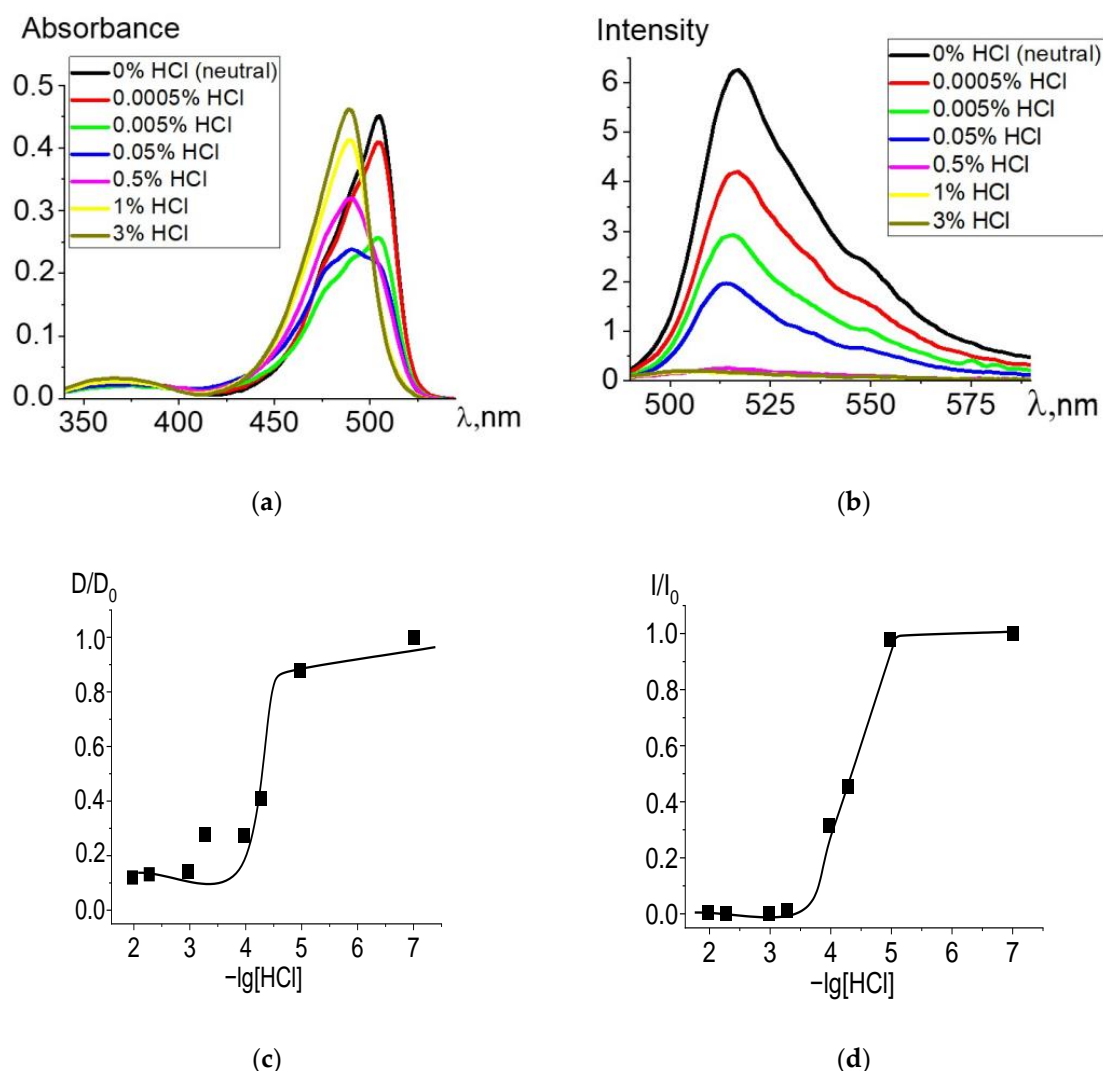 Absorbance
0% HCl (neutral)
0.0005% HCl
0.005% HCl
0.05% HCl
0.5% HCl
1% HCl
3% HCl
0.5
0.4
0.3
0.2
0.1
0.0
350 400 450 500 λ,nm
(a)
Intensity
0% HCl (neutral)
0.0005% HCl
0.005% HCl
0.05% HCl
0.5% HCl
1% HCl
3% HCl
6
5
4
3
2
1
0
500 525 550 575 λ,nm
(b)
D/D0
1.0
0.8
0.6
0.4
0.2
0.0
2 3 4 5 6 7
−lg[HCl]
(c)
I/I0
1.0
0.8
0.6
0.4
0.2
0.0
2 3 4 5 6 7
−lg[HCl]
(d)